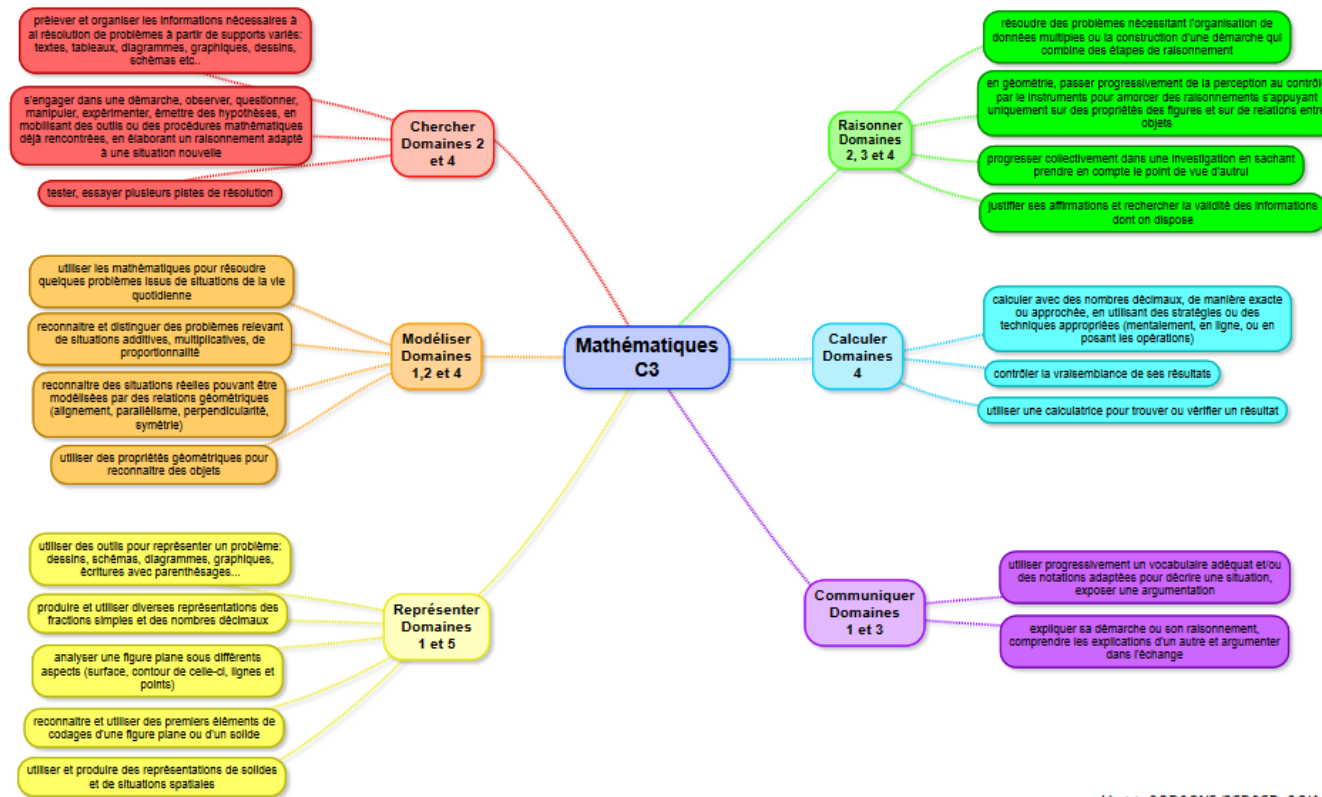 prélever et organiser les informations nécessaires à
al résolution de problèmes à partir de supports variés:
textes, tableaux, diagrammes, graphiques, dessins,
schémas etc..
s'engager dans une démarche, observer, questionner,
manipuler, expérimenter, émettre des hypothèses, en
mobilisant des outils ou des procédures mathématiques
déjà rencontrées, en élaborant un raisonnement adapté
à une situation nouvelle
tester, essayer plusieurs pistes de résolution
Chercher
Domaines 2
et 4
utiliser les mathématiques pour résoudre
quelques problèmes issus de situations de la vie
quotidienne
reconnaitre et distinguer des problèmes relevant
de situations additives, multiplicatives, de
proportionnalité
reconnaitre des situations réelles pouvant être
modélisées par des relations géométriques
(alignement, parallélisme, perpendicularité,
symétrie)
utiliser des propriétés géométriques pour
reconnaitre des objets
Modéliser
Domaines
1,2 et 4
utiliser des outils pour représenter un problème:
dessins, schémas, diagrammes, graphiques,
écritures avec parenthésages...
produire et utiliser diverses représentations des
fractions simples et des nombres décimaux
analyser une figure plane sous différents
aspects (surface, contour de celle-ci, lignes et
points)
reconnaitre et utiliser des premiers éléments de
codages d'une figure plane ou d'un solide
utiliser et produire des représentations de solides
et de situations spatiales
Représenter
Domaines
1 et 5
Mathématiques
C3
Raisonner
Domaines
2, 3 et 4
résoudre des problèmes nécessitant l'organisation de
données multiples ou la construction d'une démarche qui
combine des étapes de raisonnement
en géométrie, passer progressivement de la perception au contrôle
par le instruments pour amorcer des raisonnements s'appuyant
uniquement sur des propriétés des figures et sur de relations entre
objets
progresser collectivement dans une investigation en sachant
prendre en compte le point de vue d'autrui
justifier ses affirmations et rechercher la validité des informations
dont on dispose
Calculer
Domaines
4
calculer avec des nombres décimaux, de manière exacte
ou approchée, en utilisant des stratégies ou des
techniques appropriées (mentalement, en ligne, ou en
posant les opérations)
contrôler la vraisemblance de ses résultats
utiliser une calculatrice pour trouver ou vérifier un résultat
Communiquer
Domaines
1 et 3
utiliser progressivement un vocabulaire adéquat et/ou
des notations adaptées pour décrire une situation,
exposer une argumentation
expliquer sa démarche ou son raisonnement,
comprendre les explications d'un autre et argumenter
dans l'échange